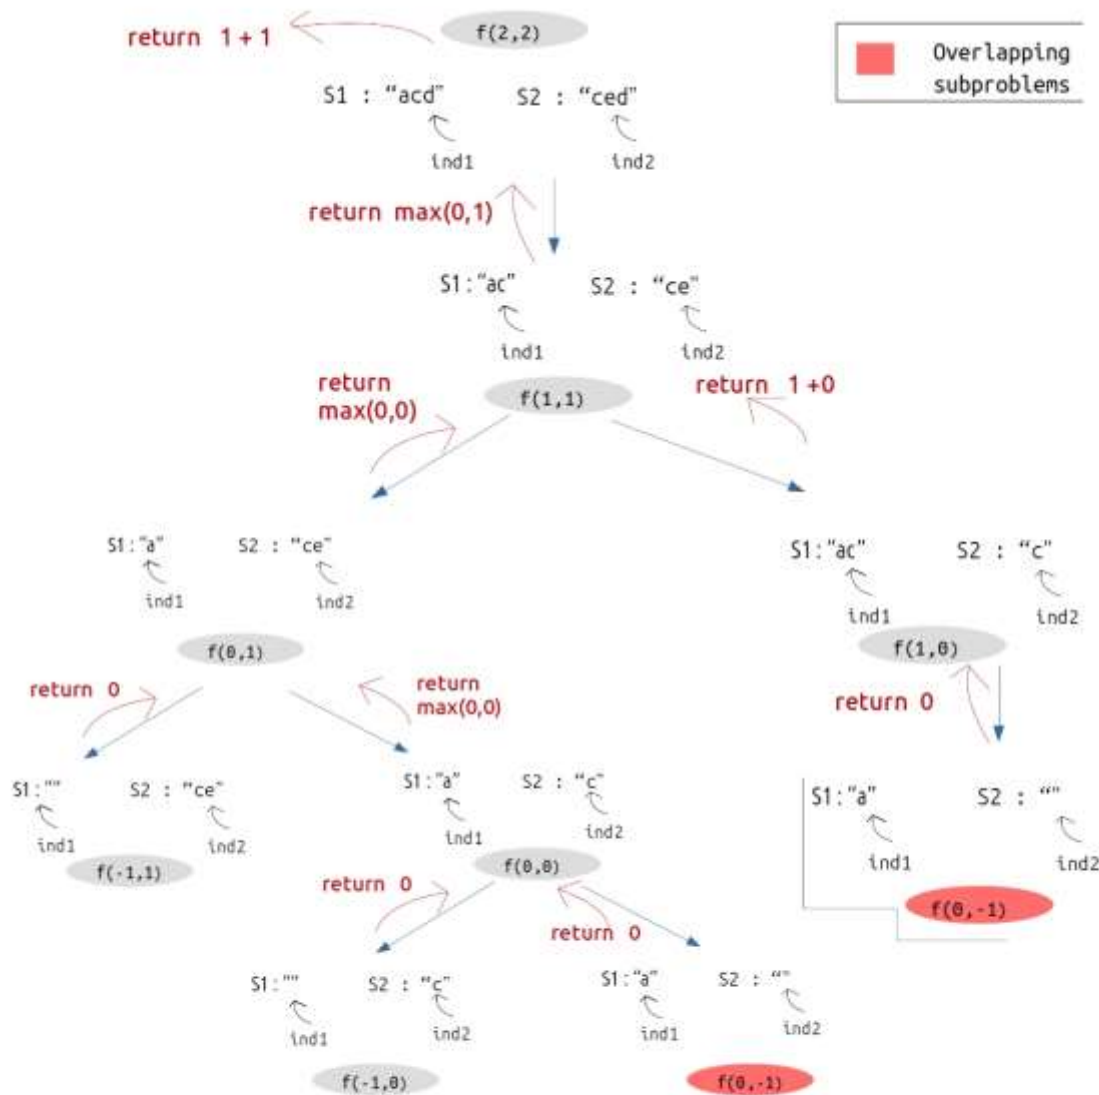 return 1 + 1
f(2,2)
Overlapping
subproblems
S1 : “acd”
S2 : “ced”
ind1
ind2
return max(0,1)
S1:"ac"
S2 : “ce”
ind1
ind2
return
max(0,0)
f(1,1)
return 1 +0
S1:"a"
S2 : “ce”
ind1
ind2
f(0,1)
S1:"ac"
S2 : “c”
ind1
ind2
f(1,0)
return 0
return
max(0,0)
return 0
S1:""
S2 : “ce”
ind1
ind2
f(-1,1)
S1:"a"
S2 : “c”
ind1
ind2
f(0,0)
S1:"a"
S2 : “”
ind1
ind2
f(0,-1)
return 0
return 0
S1:""
S2 : “c”
ind1
ind2
f(-1,0)
S1:"a"
S2 : “”
ind1
ind2
f(0,-1)